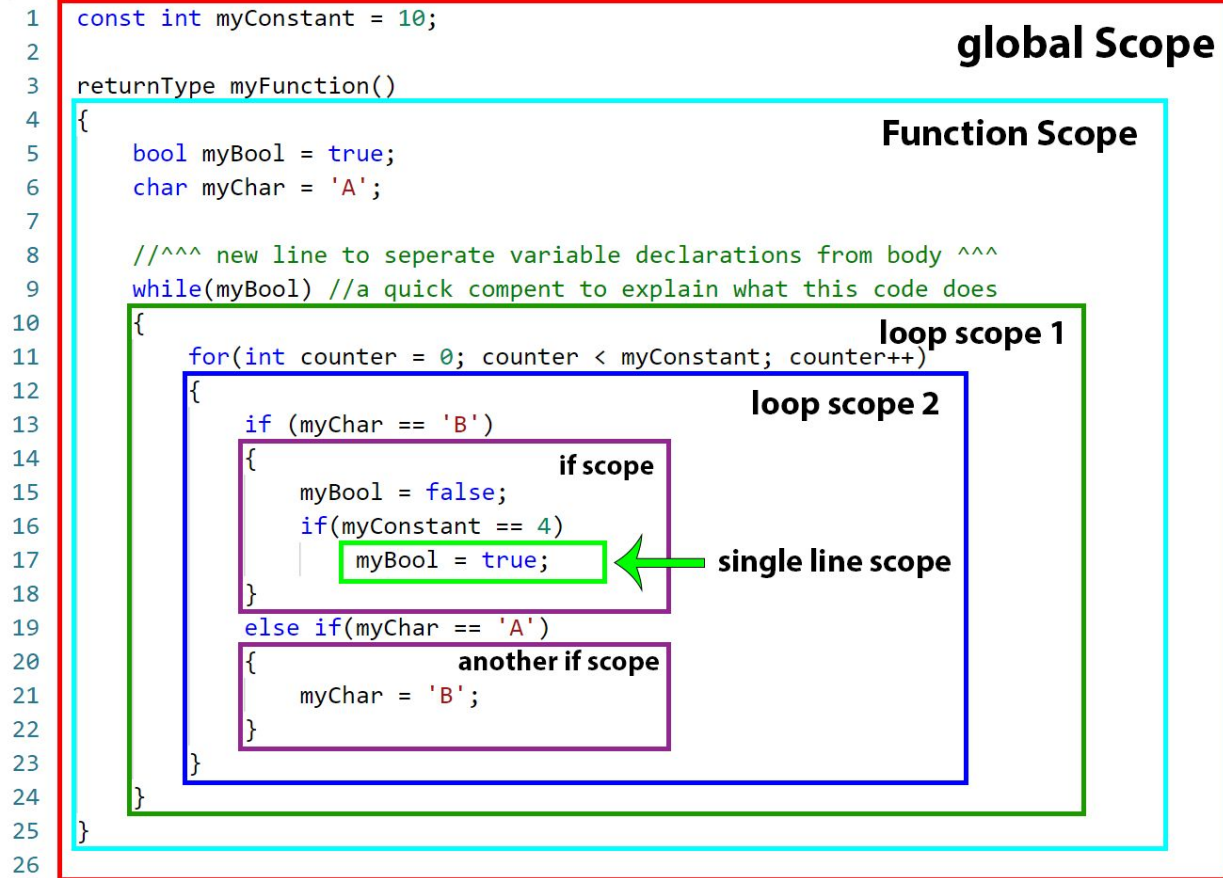 1 const int myConstant = 10;
global Scope
2
3 returnType myFunction()
4 {
Function Scope
5 bool myBool = true;
6 char myChar = 'A';
7
8 //^^^ new line to seperate variable declarations from body ^^^
9 while(myBool) //a quick compent to explain what this code does
10 {
loop scope 1
11 for(int counter = 0; counter < myConstant; counter++)
12 {
loop scope 2
13 if (myChar == 'B')
14 {
if scope
15 myBool = false;
16 if(myConstant == 4)
17 myBool = true;
single line scope
18 }
19 else if(myChar == 'A')
20 {
another if scope
21 myChar = 'B';
22 }
23 }
24 }
25 }
26